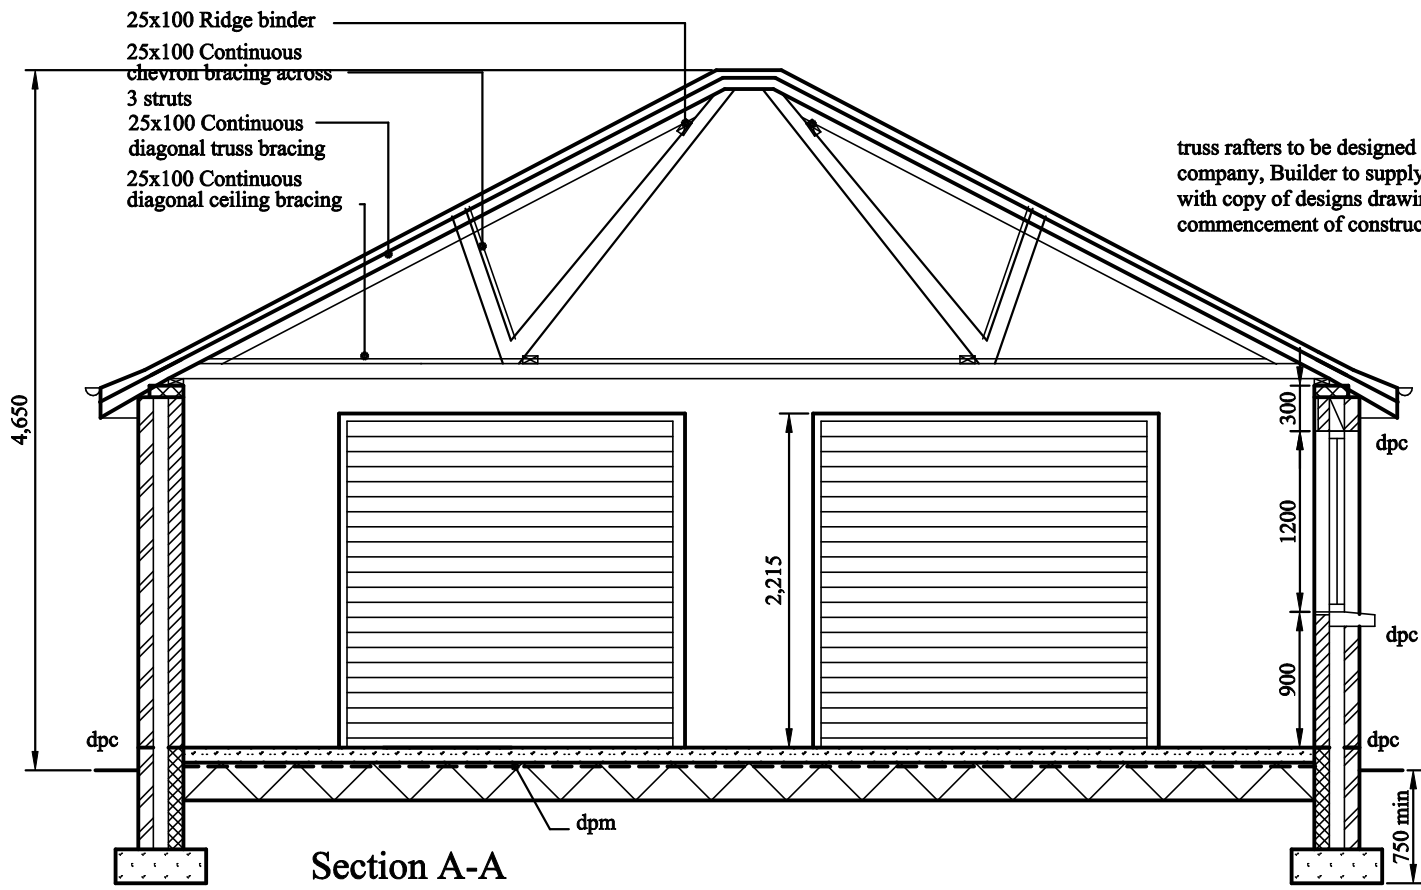 25x100 Ridge binder
25x100 Continuous
chevron bracing across
3 struts
25x100 Continuous
diagonal truss bracing
25x100 Continuous
diagonal ceiling bracing
truss rafters to be designed
company, Builder to supply
with copy of designs
commencement of
4,650
300
dpc
1200
2,215
dpc
900
dpc
dpc
dpm
750 min
Section A-A